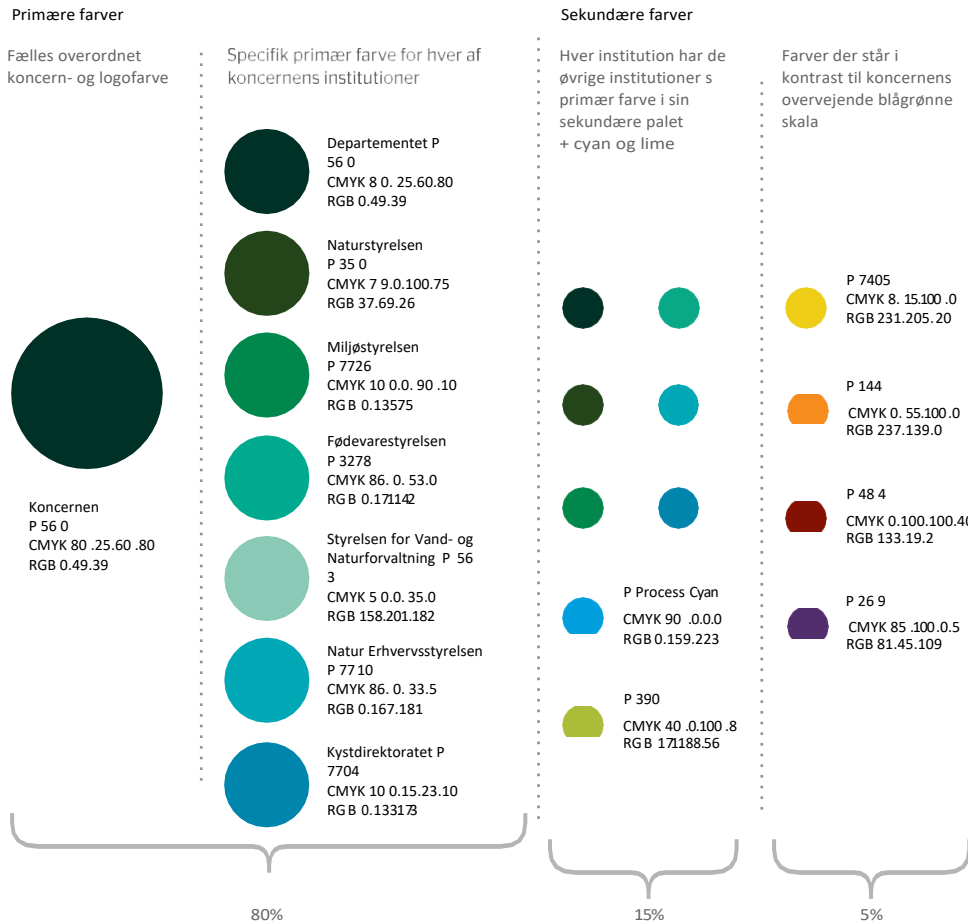 Primære farver
Fælles overordnet
koncern- og logofarve
Koncernen
P 56 0
CMYK 80 .25.60 .80
RGB 0.49.39
Specifik primær farve for hver af
koncernens institutioner
Departementet P
56 0
CMYK 8 0. 25.60.80
RGB 0.49.39
Naturstyrelsen
P 35 0
CMYK 7 9.0.100.75
RGB 37.69.26
Miljøstyrelsen
P 7726
CMYK 10 0.0. 90 .10
RGB 0.13575
Fødevarestyrelsen
P 3278
CMYK 86. 0. 53.0
RGB 0.171142
Styrelsen for Vand- og
Naturforvaltning P 56
3
CMYK 5 0.0. 35.0
RGB 158.201.182
Natur Erhvervsstyrelsen
P 77 10
CMYK 86. 0. 33.5
RGB 0.167.181
Kystdirektoratet P
7704
CMYK 10 0.15.23.10
RGB 0.133173
80%
Sekundære farver
Hver institution har de
øvrige institutioner s
primær farve i sin
sekundære palet
+ cyan og lime
P Process Cyan
CMYK 90 .0.0.0
RGB 0.159.223
P 390
CMYK 40 .0.100 .8
RGB 171188.56
15%
Farver der står i
kontrast til koncernens
overvejende blågrønne
skala
P 7405
CMYK 8. 15.100 .0
RGB 231.205. 20
P 144
CMYK 0. 55.100 .0
RGB 237.139.0
P 48 4
CMYK 0.100.100.40
RGB 133.19.2
P 26 9
CMYK 85 .100.0.5
RGB 81.45.109
5%